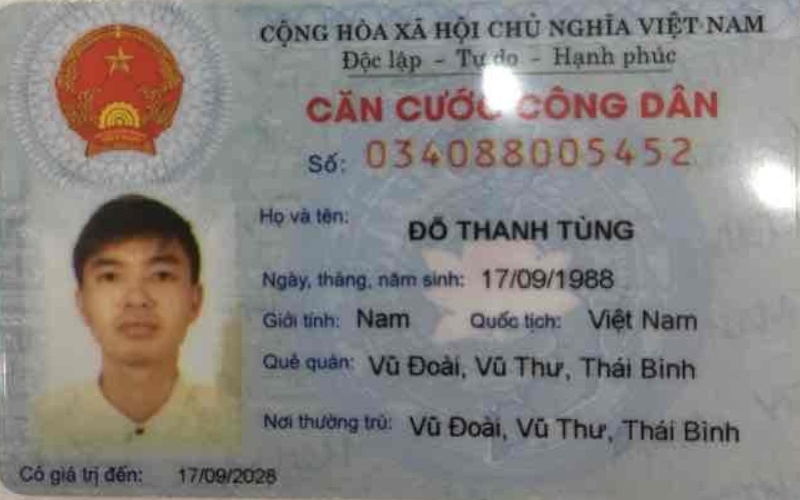 CỘNG HÒA XÃ HỘI CHỦ NGHĨA VIỆT NAM
Độc lập - Tự do - Hạnh phúc
CĂN CƯỚC CÔNG DÂN
Số: 034088005452
Họ và tên: ĐỖ THANH TÙNG
Ngày, tháng, năm sinh: 17/09/1988
Giới tính: Nam Quốc tịch: Việt Nam
Quê quán: Vũ Đoài, Vũ Thư, Thái Bình
Nơi thường trú: Vũ Đoài, Vũ Thư, Thái Bình
Có giá trị đến: 17/09/2028